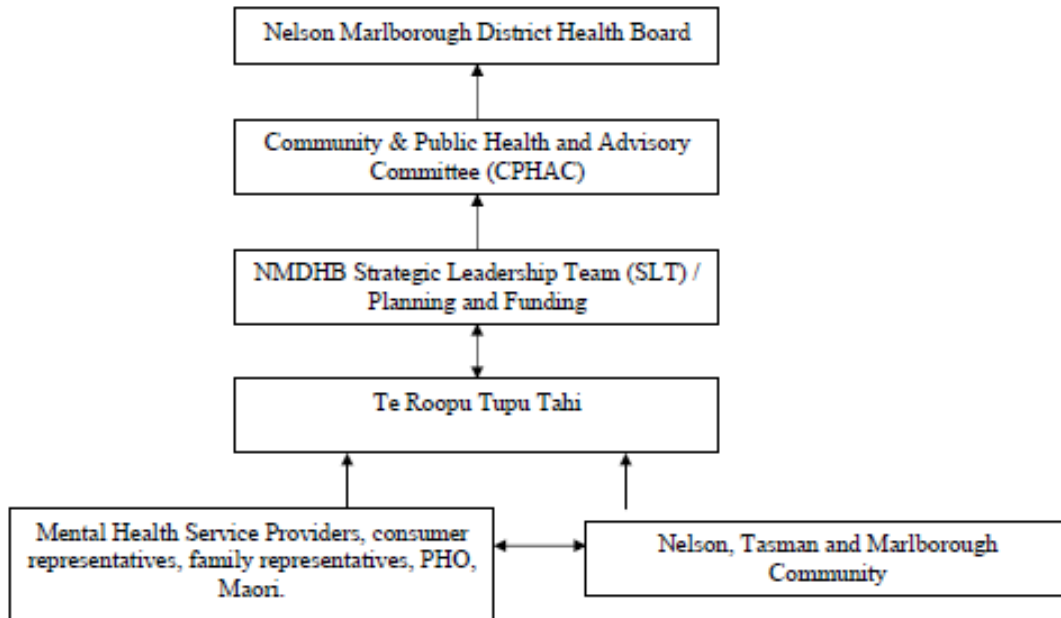 Nelson Marlborough District Health Board
Community & Public Health and Advisory
Committee (CPHAC)
NMDHB Strategic Leadership Team (SLT) /
Planning and Funding
Te Roopu Tupu Tahi
Mental Health Service Providers, consumer
representatives, family representatives, PHO,
Maori.
Nelson, Tasman and Marlborough
Community